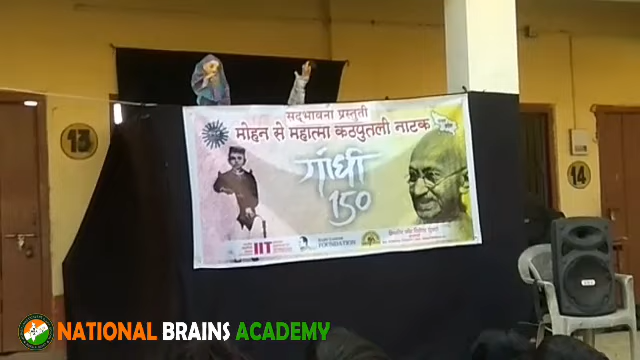 सद्भावना प्रस्तुती
मोहन से महात्मा कठपुतली नाटक
गांधी
150
13
14
IIT
FOUNDATION
NATIONAL BRAINS ACADEMY